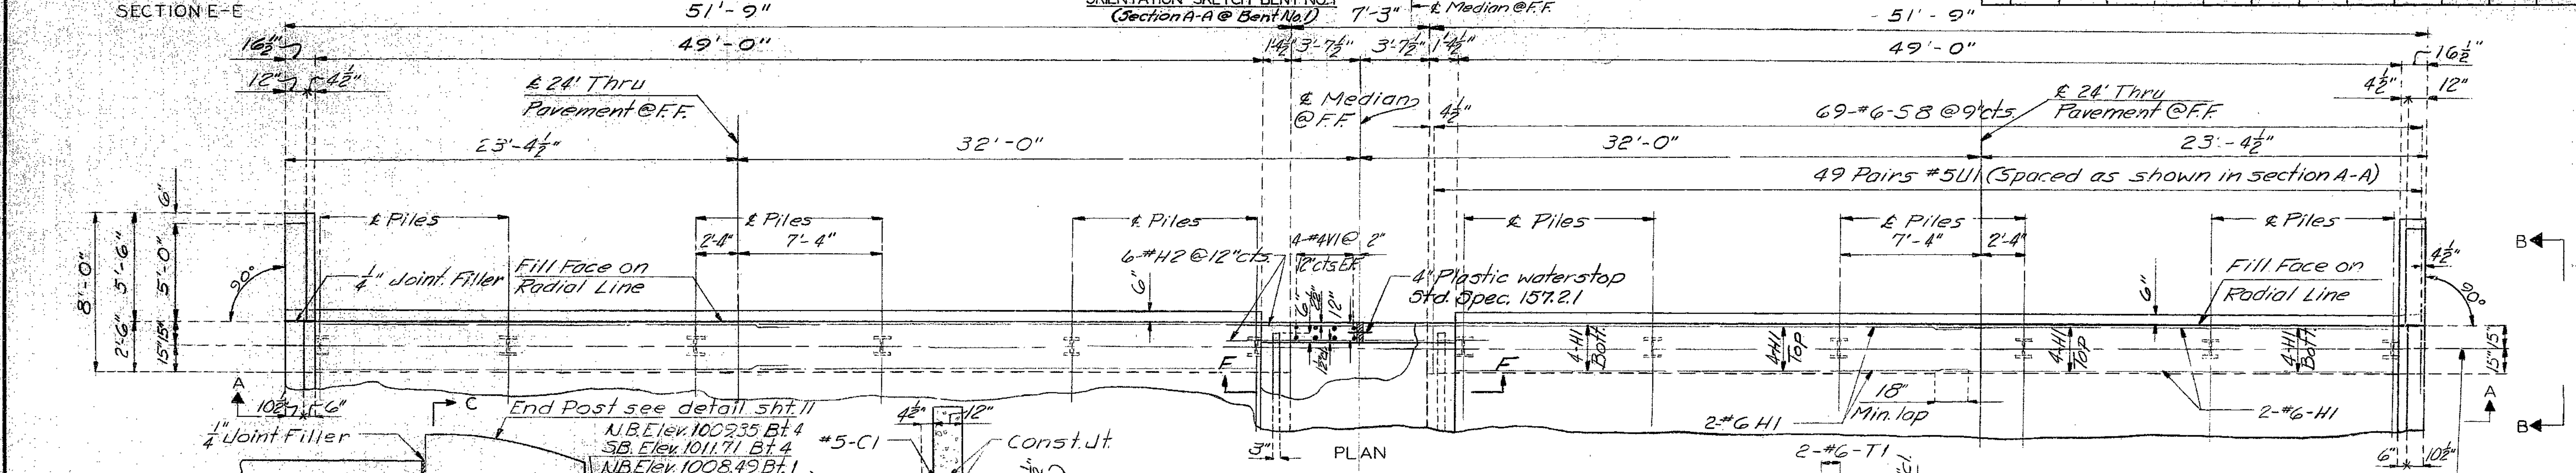 SECTION E-E
ORIENTATION SKETCH BENT NO.1
(Section A-A @ Bent No.1)
℄ Median @ F.F.
51'-9"
7'-3"
51'-9"
16½"
49'-0"
1'4½"
3'-7½"
3'-7½"
1'-4½"
49'-0"
16½"
12"
4½"
4½"
12"
℄ 24' Thru
Pavement @ F.F.
℄ Median
@ F.F.
4½"
69-#6-S8 @ 9"cts.
℄ 24' Thru
Pavement @ F.F.
23'-4½"
32'-0"
32'-0"
23'-4½"
49 Pairs #5U1 (Spaced as shown in section A-A)
6"
℄ Piles
℄ Piles
℄ Piles
℄ Piles
℄ Piles
℄ Piles
2'-4"
7'-4"
7'-4"
2'-4"
8'-0"
5'-6"
5'-0"
2'-6"
15"
15"
90°
¼" Joint Filler
Fill Face on
Radial Line
6"
6-#H2 @ 12"cts.
4-#4V1 @
12"cts. E.F.
2"
6"
12"
4" Plastic waterstop
Std. Spec. 157.2.1
Fill Face on
Radial Line
6"
4½"
90°
B
B
4-H1
Bott.
4-H1
Top
4-H1
Top
4-H1
Bott.
15"
15"
F
F
A
A
10½"
6"
C
End Post see detail sht. 11
N.B. Elev. 1009.35 Bt. 4
S.B. Elev. 1011.71 Bt. 4
N.B. Elev. 1008.49 Bt. 1
¼" Joint Filler
4½"
12"
#5-C1
Const. Jt.
3"
PLAN
2-#6 H1
18"
Min. lap
2-#6-H1
2-#6-T1
6"
10½"